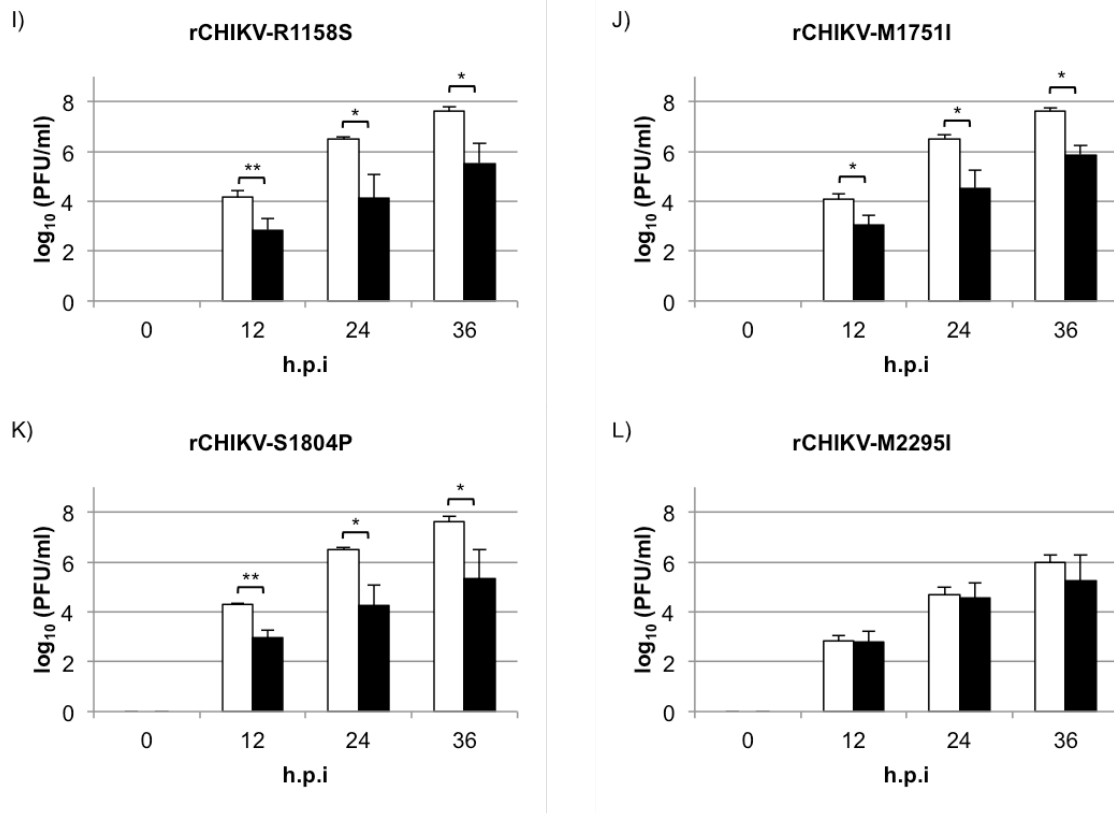 I)
rCHIKV-R1158S
log10 (PFU/ml)
8
6
4
2
0
**
*
*
0 12 24 36
h.p.i
J)
rCHIKV-M1751I
log10 (PFU/ml)
8
6
4
2
0
*
*
*
0 12 24 36
h.p.i
K)
rCHIKV-S1804P
log10 (PFU/ml)
8
6
4
2
0
**
*
*
0 12 24 36
h.p.i
L)
rCHIKV-M2295I
log10 (PFU/ml)
8
6
4
2
0
0 12 24 36
h.p.i